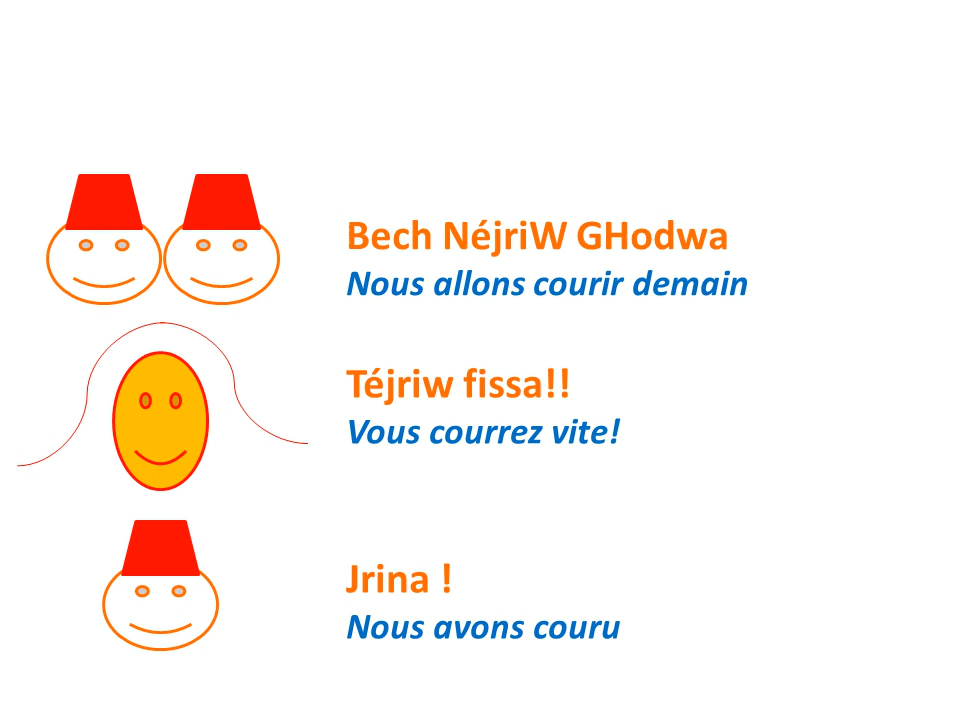 Bech NéjriW GHodwa
Nous allons courir demain
Téjriw fissa!!
Vous courrez vite!
Jrina !
Nous avons couru